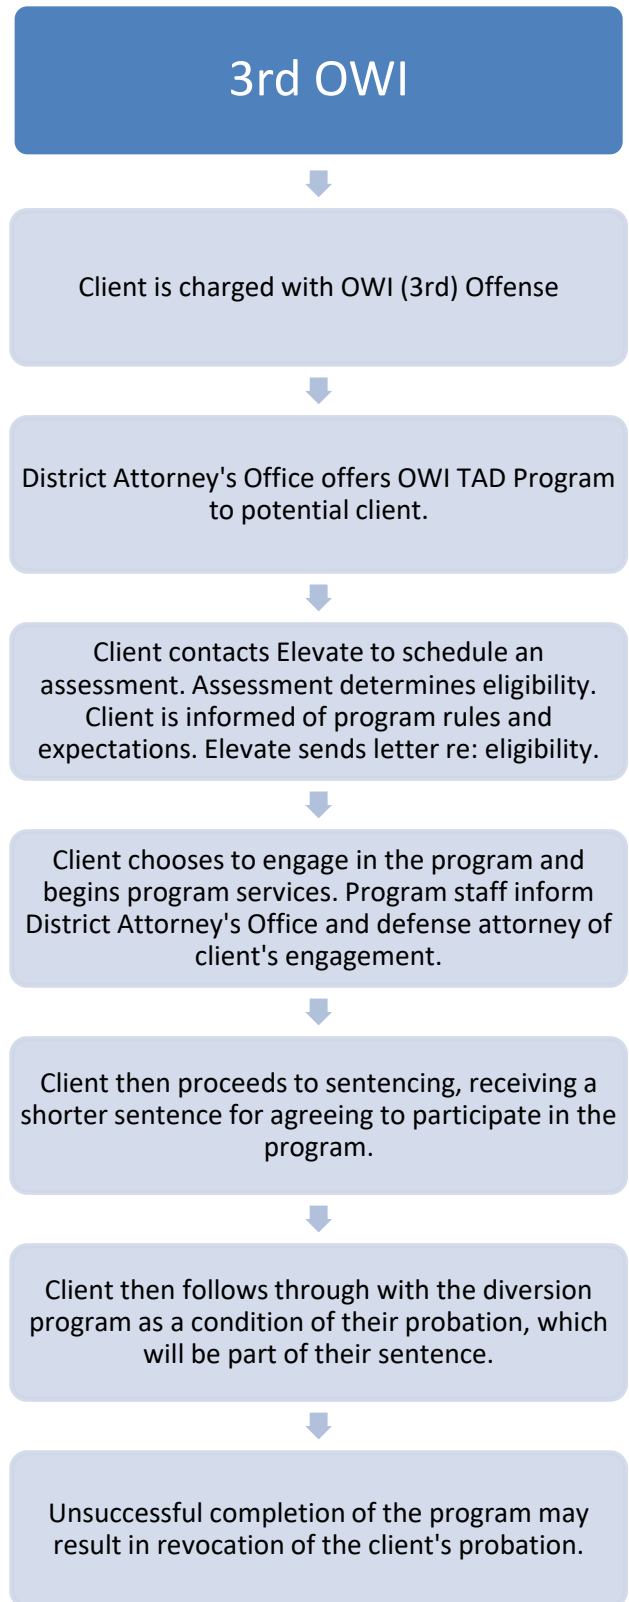 3rd OWI
Client is charged with OWI (3rd) Offense
District Attorney's Office offers OWI TAD Program
to potential client.
Client contacts Elevate to schedule an
assessment. Assessment determines eligibility.
Client is informed of program rules and
expectations. Elevate sends letter re: eligibility.
Client chooses to engage in the program and
begins program services. Program staff inform
District Attorney's Office and defense attorney of
client's engagement.
Client then proceeds to sentencing, receiving a
shorter sentence for agreeing to participate in the
program.
Client then follows through with the diversion
program as a condition of their probation, which
will be part of their sentence.
Unsuccessful completion of the program may
result in revocation of the client's probation.